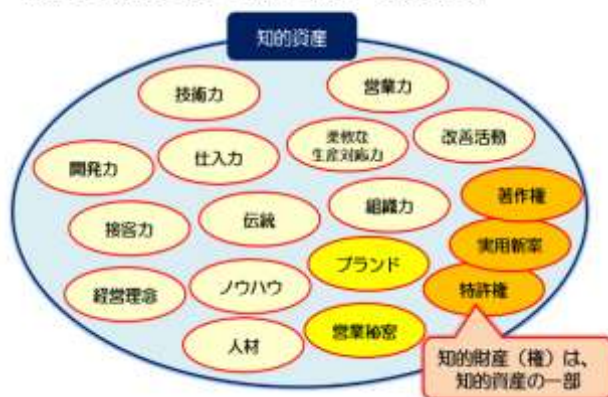 知的資産
技術力
営業力
開発力
仕入力
柔軟な
生産対応力
改善活動
接客力
伝統
組織力
著作権
実用新案
経営理念
ノウハウ
ブランド
特許権
人材
営業秘密
知的財産（権）は、
知的資産の一部